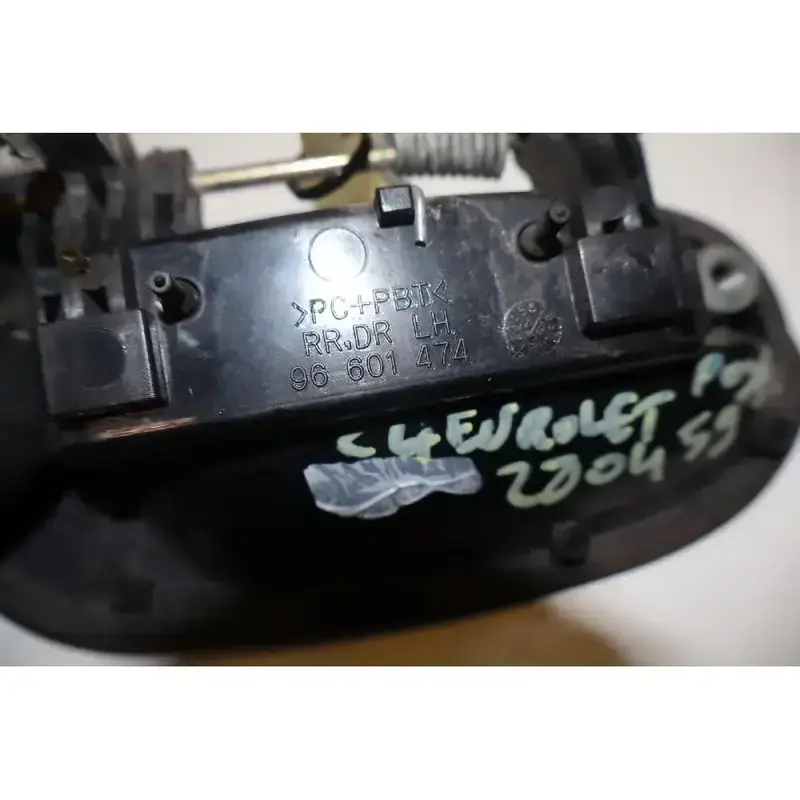 >PC+PBT<
RR,DR LH.
96 601 474
CHEVROLET
2004